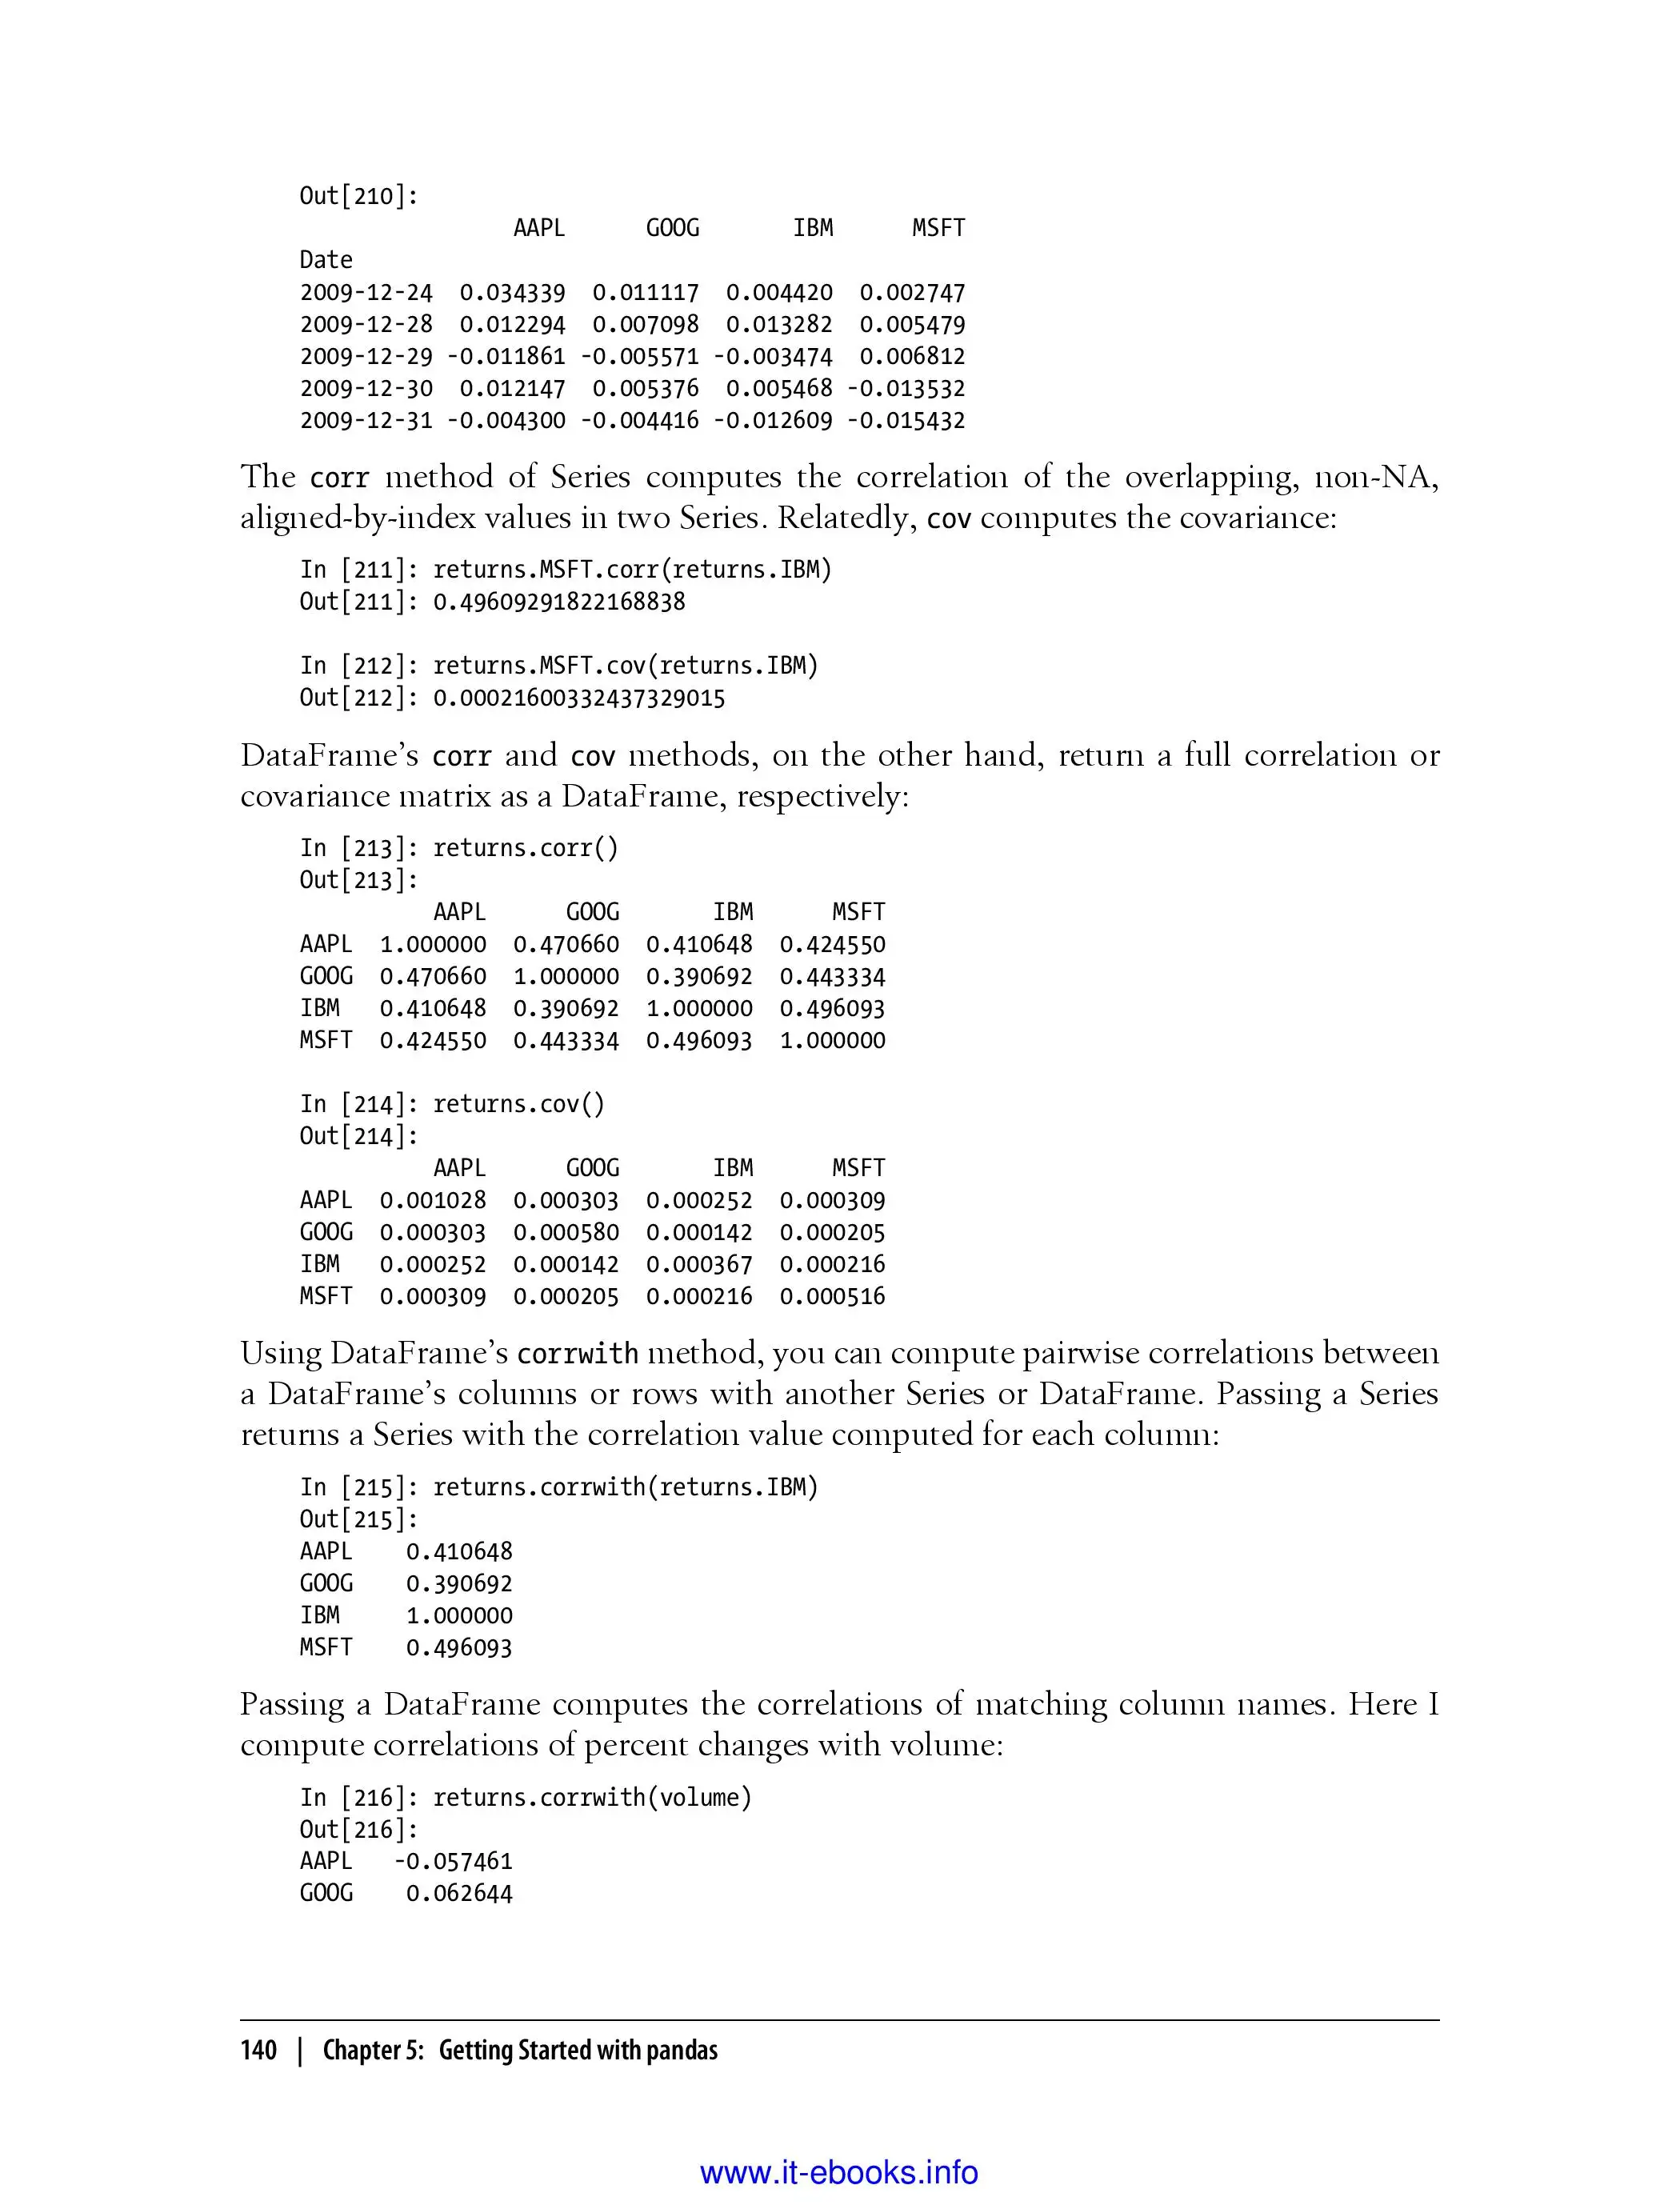 Out[210]:
                AAPL      GOOG       IBM      MSFT
Date
2009-12-24  0.034339  0.011117  0.004420  0.002747
2009-12-28  0.012294  0.007098  0.013282  0.005479
2009-12-29 -0.011861 -0.005571 -0.003474  0.006812
2009-12-30  0.012147  0.005376  0.005468 -0.013532
2009-12-31 -0.004300 -0.004416 -0.012609 -0.015432
The corr method of Series computes the correlation of the overlapping, non-NA,
aligned-by-index values in two Series. Relatedly, cov computes the covariance:
In [211]: returns.MSFT.corr(returns.IBM)
Out[211]: 0.49609291822168838
In [212]: returns.MSFT.cov(returns.IBM)
Out[212]: 0.00021600332437329015
DataFrame’s corr and cov methods, on the other hand, return a full correlation or
covariance matrix as a DataFrame, respectively:
In [213]: returns.corr()
Out[213]:
          AAPL      GOOG       IBM      MSFT
AAPL  1.000000  0.470660  0.410648  0.424550
GOOG  0.470660  1.000000  0.390692  0.443334
IBM   0.410648  0.390692  1.000000  0.496093
MSFT  0.424550  0.443334  0.496093  1.000000
In [214]: returns.cov()
Out[214]:
          AAPL      GOOG       IBM      MSFT
AAPL  0.001028  0.000303  0.000252  0.000309
GOOG  0.000303  0.000580  0.000142  0.000205
IBM   0.000252  0.000142  0.000367  0.000216
MSFT  0.000309  0.000205  0.000216  0.000516
Using DataFrame’s corrwith method, you can compute pairwise correlations between
a DataFrame’s columns or rows with another Series or DataFrame. Passing a Series
returns a Series with the correlation value computed for each column:
In [215]: returns.corrwith(returns.IBM)
Out[215]:
AAPL    0.410648
GOOG    0.390692
IBM     1.000000
MSFT    0.496093
Passing a DataFrame computes the correlations of matching column names. Here I
compute correlations of percent changes with volume:
In [216]: returns.corrwith(volume)
Out[216]:
AAPL   -0.057461
GOOG    0.062644
140 | Chapter 5: Getting Started with pandas
www.it-ebooks.info